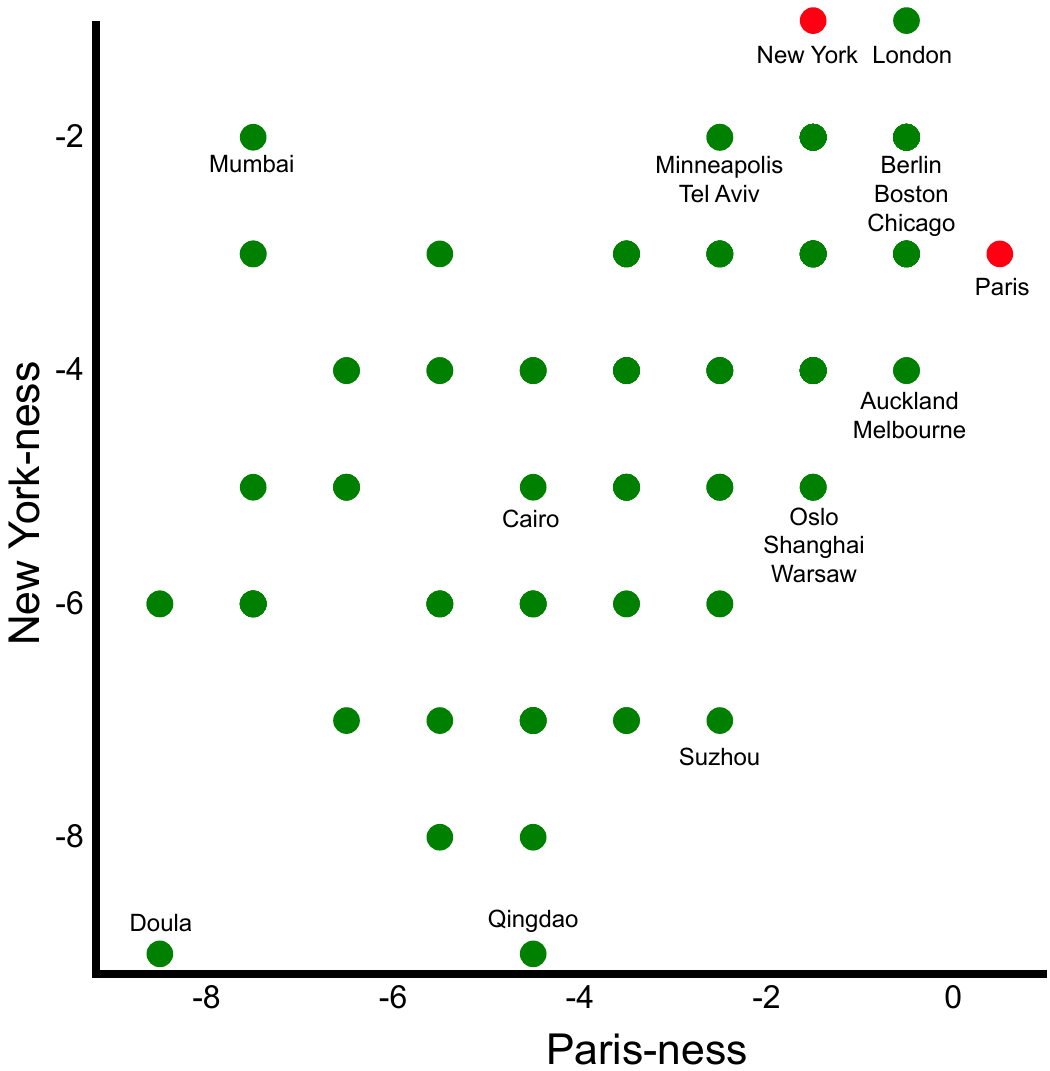 New York London
-2
Mumbai
Minneapolis
Tel Aviv
Berlin
Boston
Chicago
Paris
-4
Auckland
Melbourne
New York-ness
Cairo
Oslo
Shanghai
Warsaw
-6
Suzhou
-8
Doula
Qingdao
-8 -6 -4 -2 0
Paris-ness